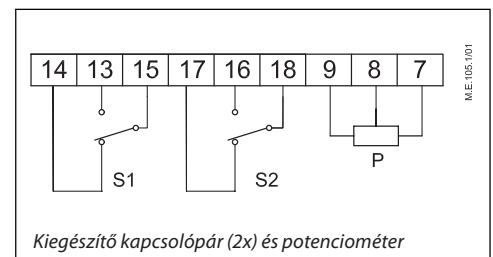 14 13 15 17 16 18 9 8 7
S1 S2 P
Kiegészítő kapcsolópár (2x) és potenciométer
M.E.105.1/01